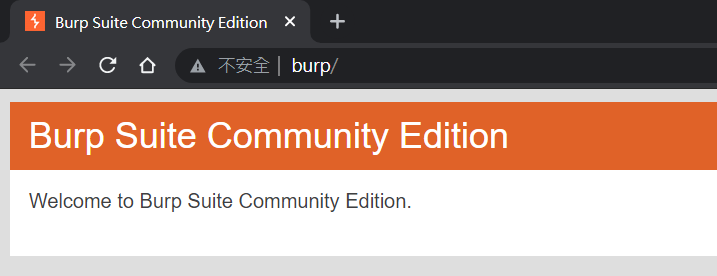 Burp Suite Community Edition
不安全 | burp/
Burp Suite Community Edition
Welcome to Burp Suite Community Edition.